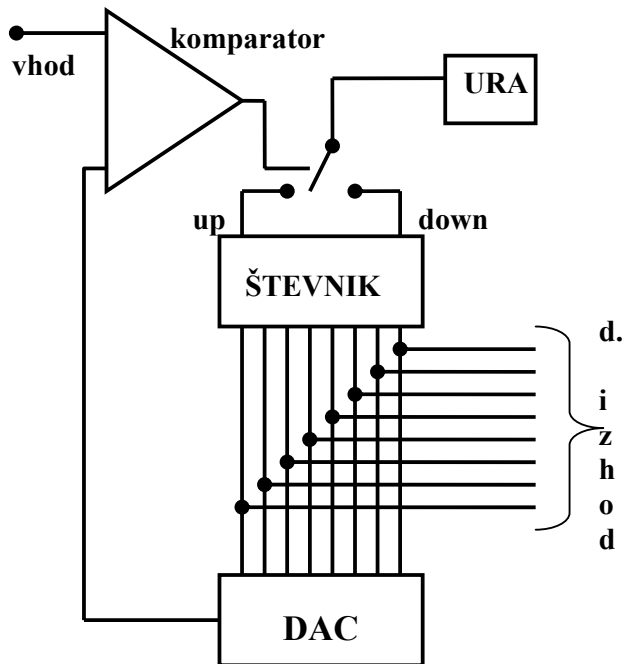 komparator
vhod
URA
up
down
ŠTEVNIK
d.
i
z
h
o
d
DAC